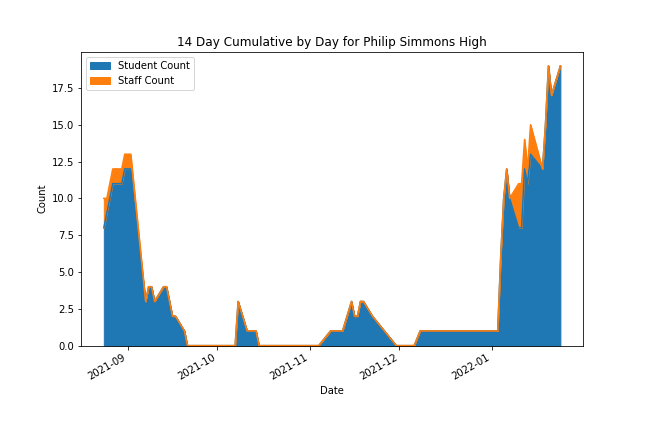 14 Day Cumulative by Day for Philip Simmons High
Student Count
Staff Count
17.5
15.0
12.5
10.0
7.5
5.0
2.5
0.0
Count
2021-09
2021-10
2021-11
2021-12
2022-01
Date